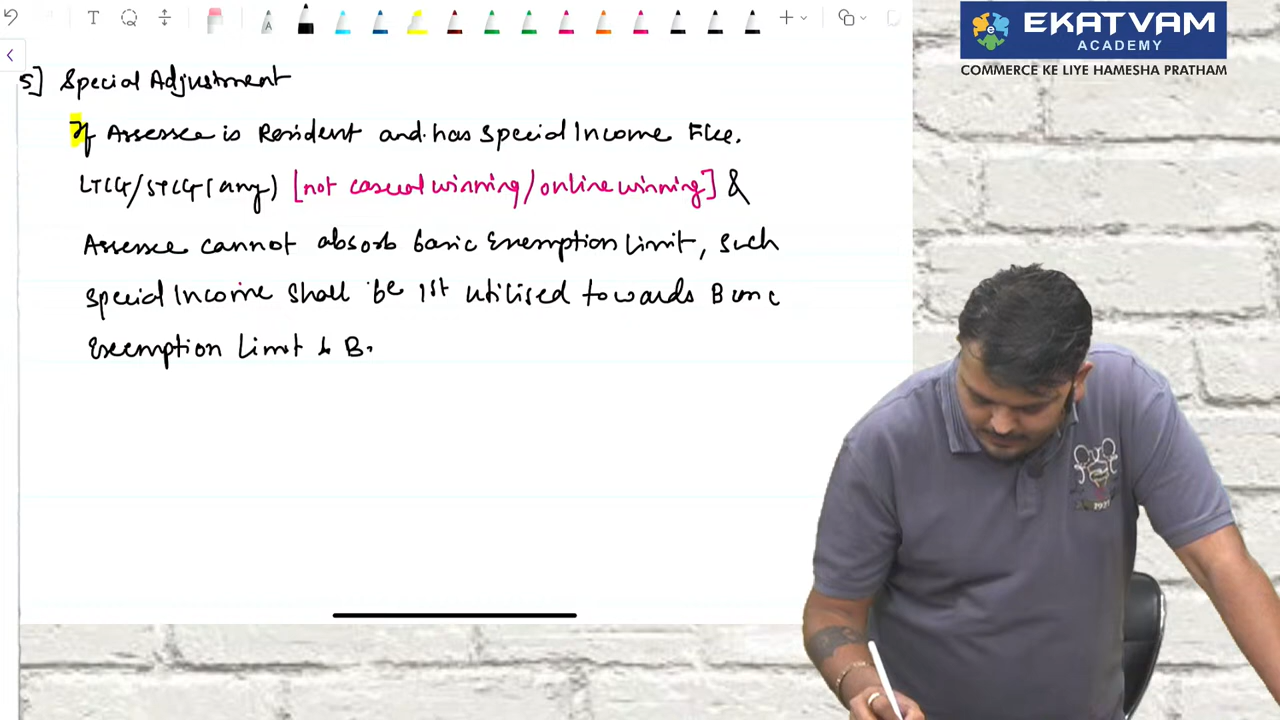 EKATVAM
ACADEMY
COMMERCE KE LIYE HAMESHA PRATHAM
5] Special Adjustment
If Assessee is Resident and has Special Income
LTCG/STCG (any) [not casual winning/online winning] &
Assessee cannot absorb basic Exemption Limit, Such
Special Income Shall be 1st utilised towards Basic
Exemption Limit & B